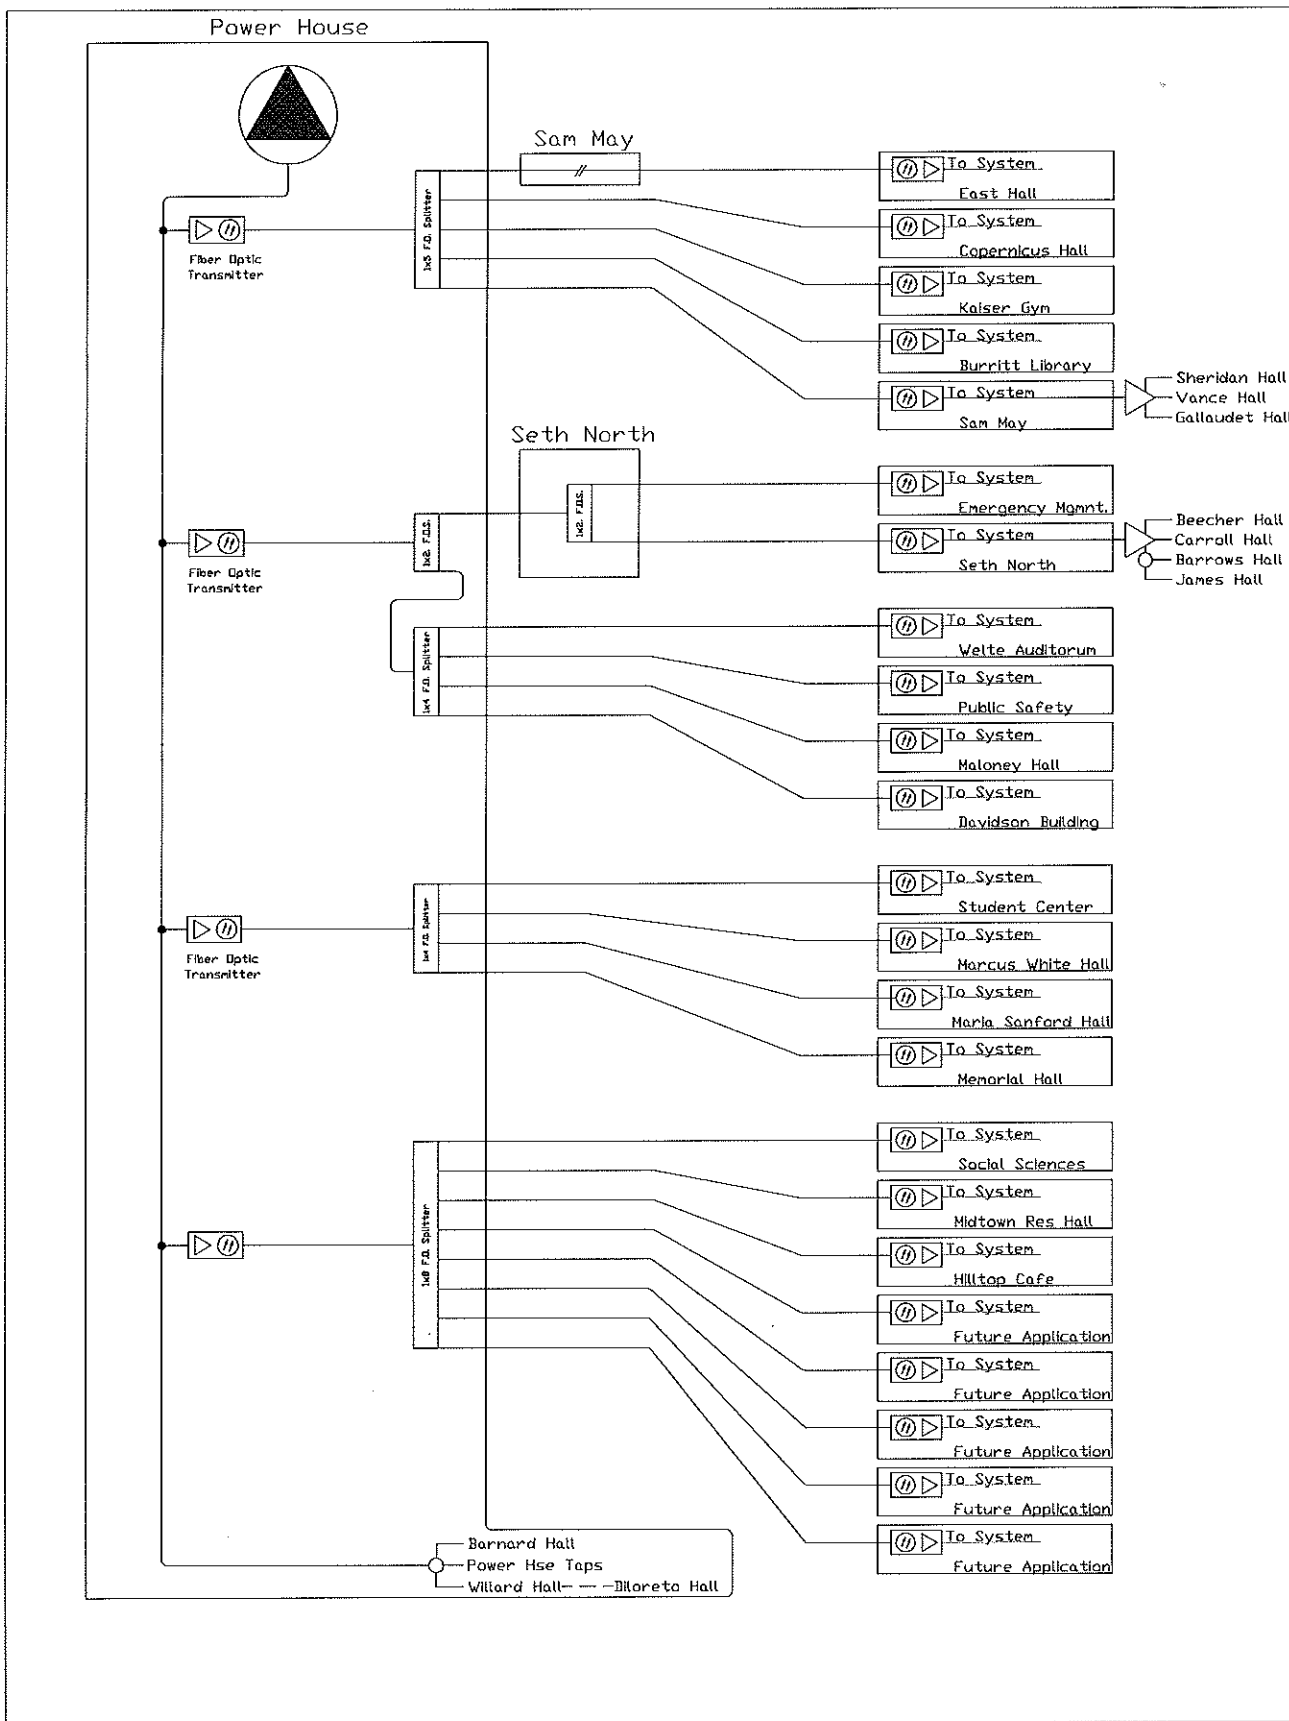 Power House
Sam May
1x5 F.O. Splitter
Fiber Optic
Transmitter
To System
East Hall
To System
Copernicus Hall
To System
Kaiser Gym
To System
Burritt Library
To System
Sam May
Sheridan Hall
Vance Hall
Gallaudet Hall
Seth North
1x2 F.O.S.
1x2 F.O.S.
Fiber Optic
Transmitter
To System
Emergency Mgmnt.
To System
Seth North
Beecher Hall
Carroll Hall
Barrows Hall
James Hall
1x4 F.O. Splitter
To System
Welte Auditorum
To System
Public Safety
To System
Maloney Hall
To System
Davidson Building
1x4 F.O. Splitter
Fiber Optic
Transmitter
To System
Student Center
To System
Marcus White Hall
To System
Maria Sanford Hall
To System
Memorial Hall
1x8 F.O. Splitter
To System
Social Sciences
To System
Midtown Res Hall
To System
Hilltop Cafe
To System
Future Application
To System
Future Application
To System
Future Application
To System
Future Application
To System
Future Application
Barnard Hall
Power Hse Taps
Willard Hall- — -Diloreto Hall